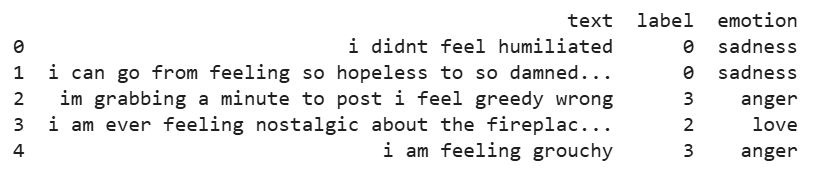 text label emotion
0 i didnt feel humiliated 0 sadness
1 i can go from feeling so hopeless to so damned... 0 sadness
2 im grabbing a minute to post i feel greedy wrong 3 anger
3 i am ever feeling nostalgic about the fireplac... 2 love
4 i am feeling grouchy 3 anger